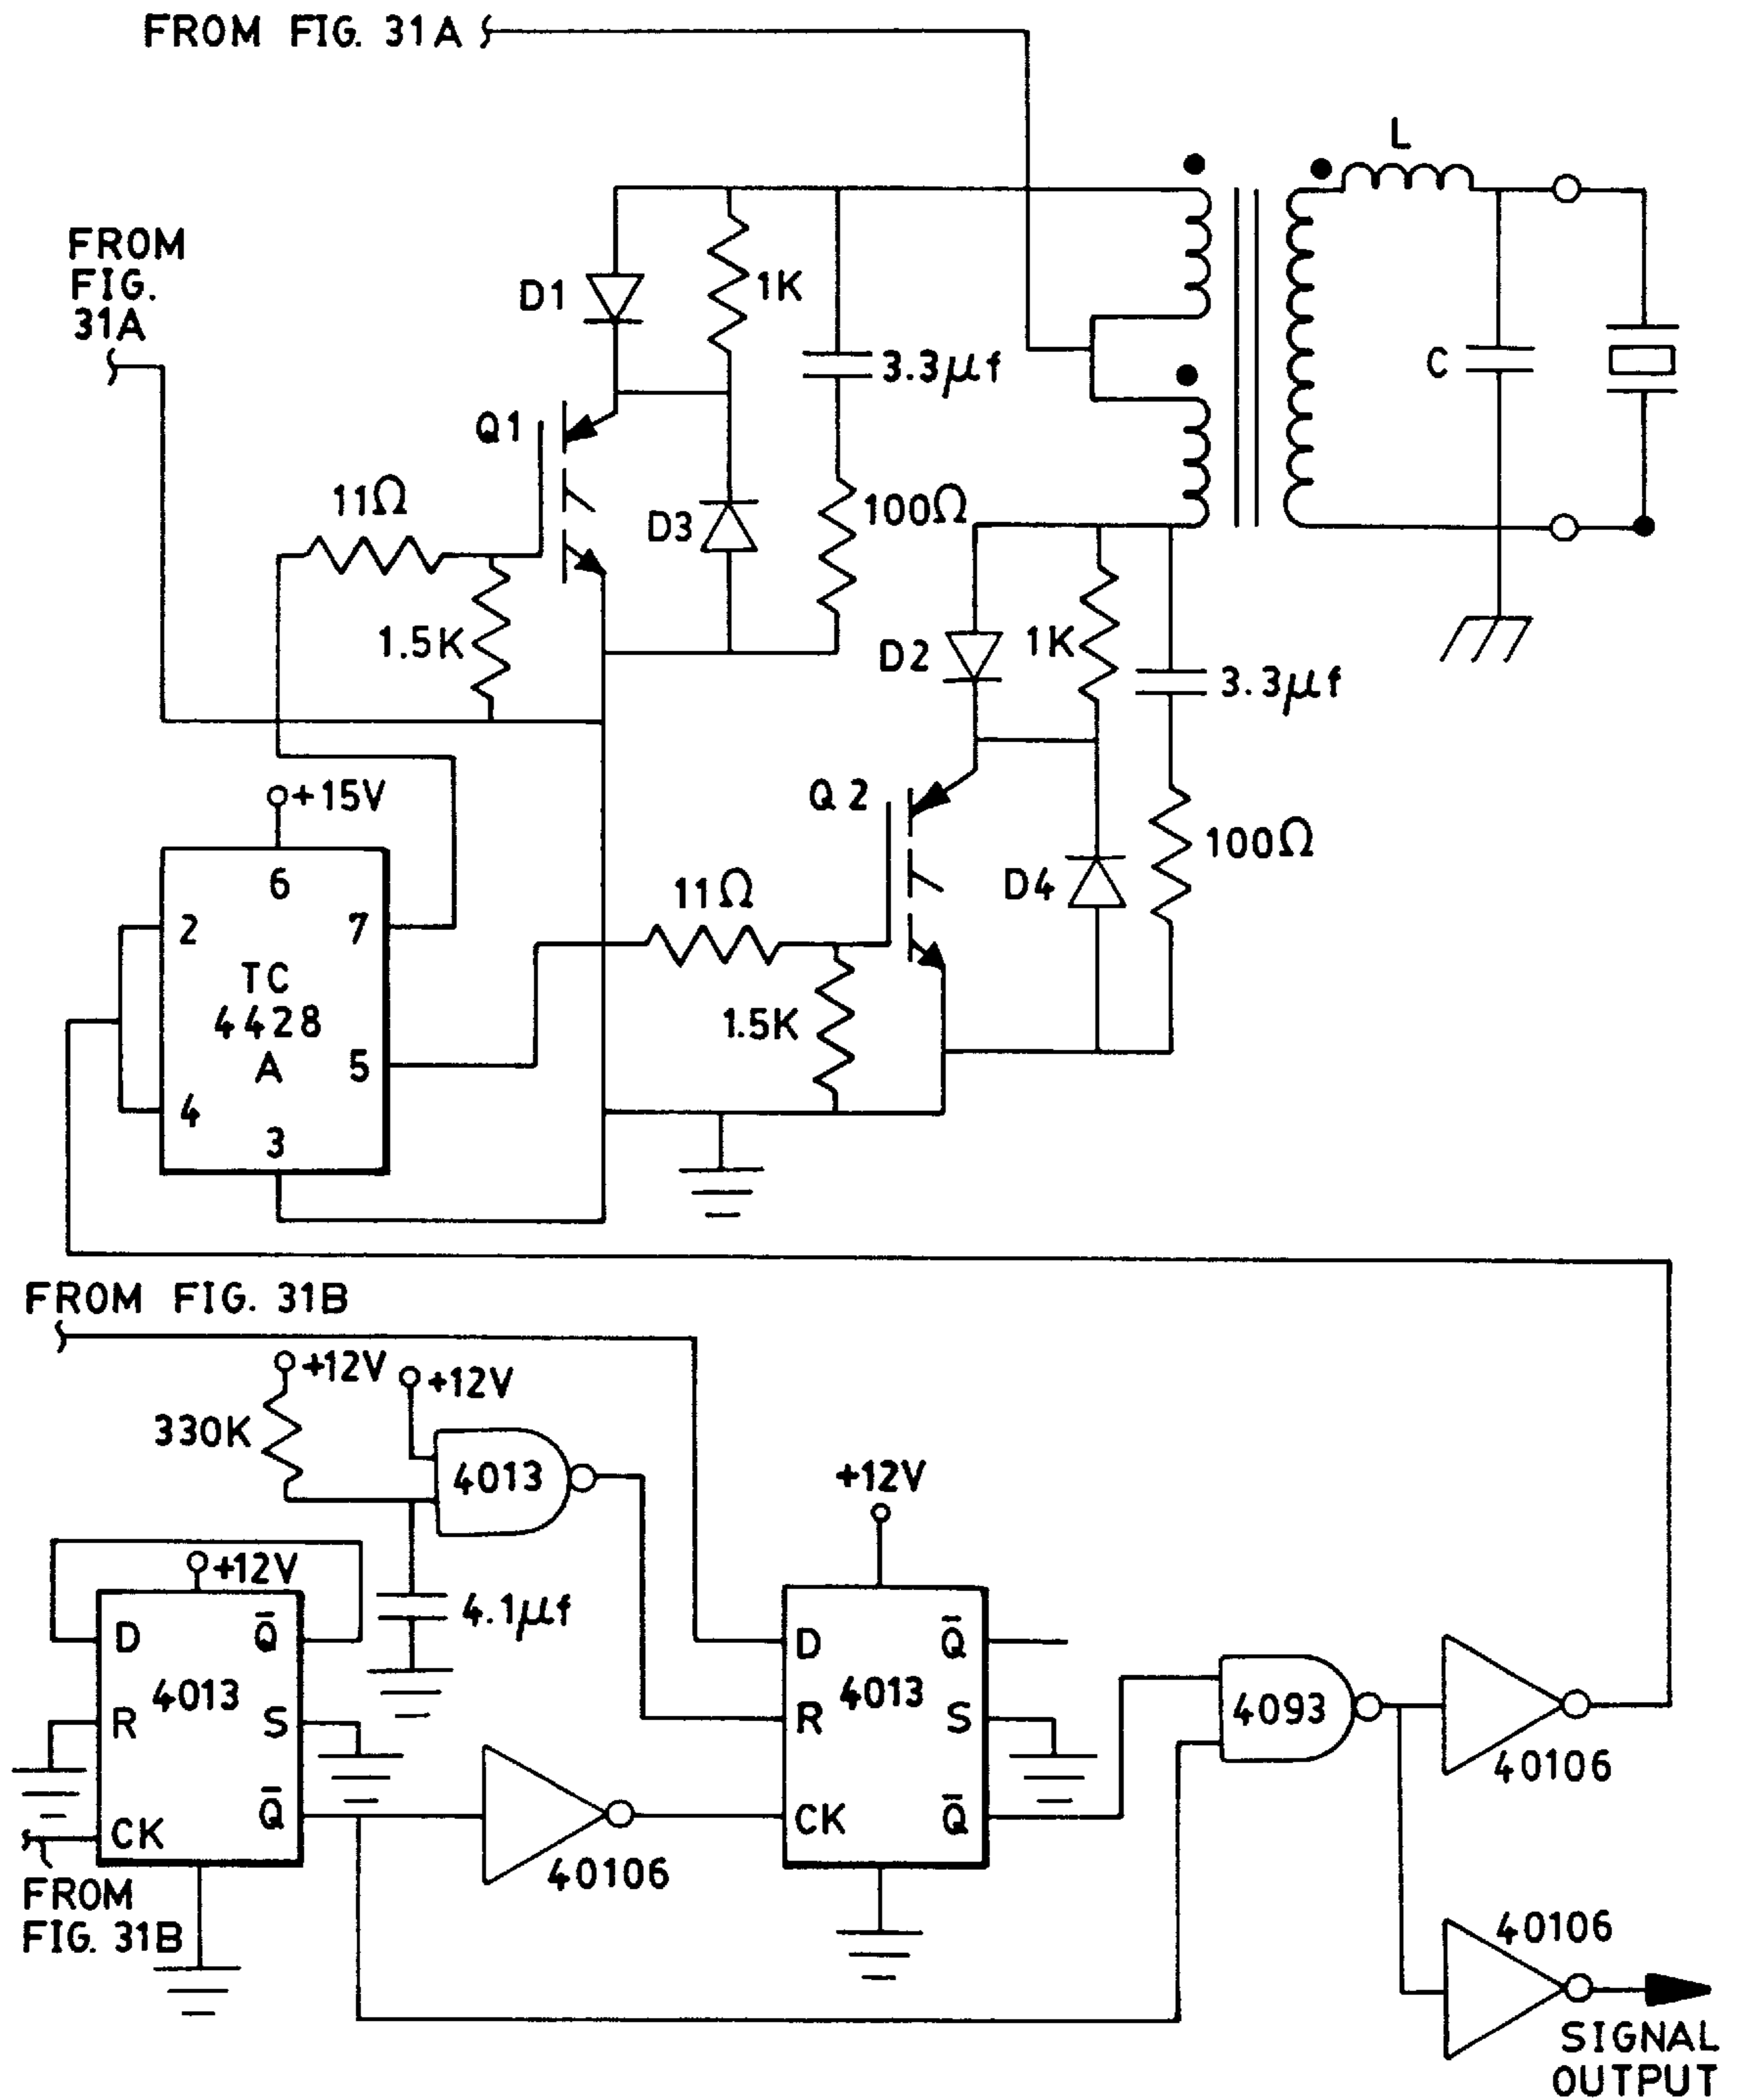 FROM FIG. 31A
L
FROM
FIG.
31A
D1
1K
3.3μf
C
Q1
11Ω
D3
100Ω
1.5K
D2
1K
3.3μf
+15V
Q2
6
2
7
11Ω
D4
100Ω
TC
4428
A
1.5K
5
4
3
FROM FIG. 31B
+12V
+12V
330K
4013
+12V
+12V
4.1μf
D
Q̅
D
Q̅
4013
4013
4093
R
S
R
S
40106
CK
Q̅
CK
Q̅
40106
FROM
FIG. 31B
40106
SIGNAL
OUTPUT